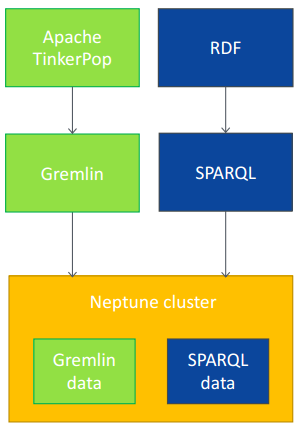 Apache
TinkerPop
RDF
Gremlin
SPARQL
Neptune cluster
Gremlin
data
SPARQL
data